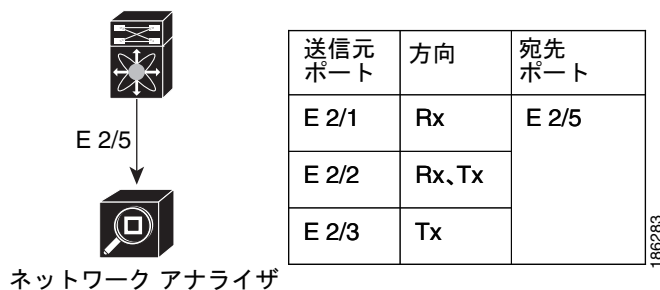 E 2/5
ネットワーク アナライザ
送信元
ポート
方向
宛先
ポート
E 2/1
Rx
E 2/5
E 2/2
Rx、Tx
E 2/3
Tx
186283